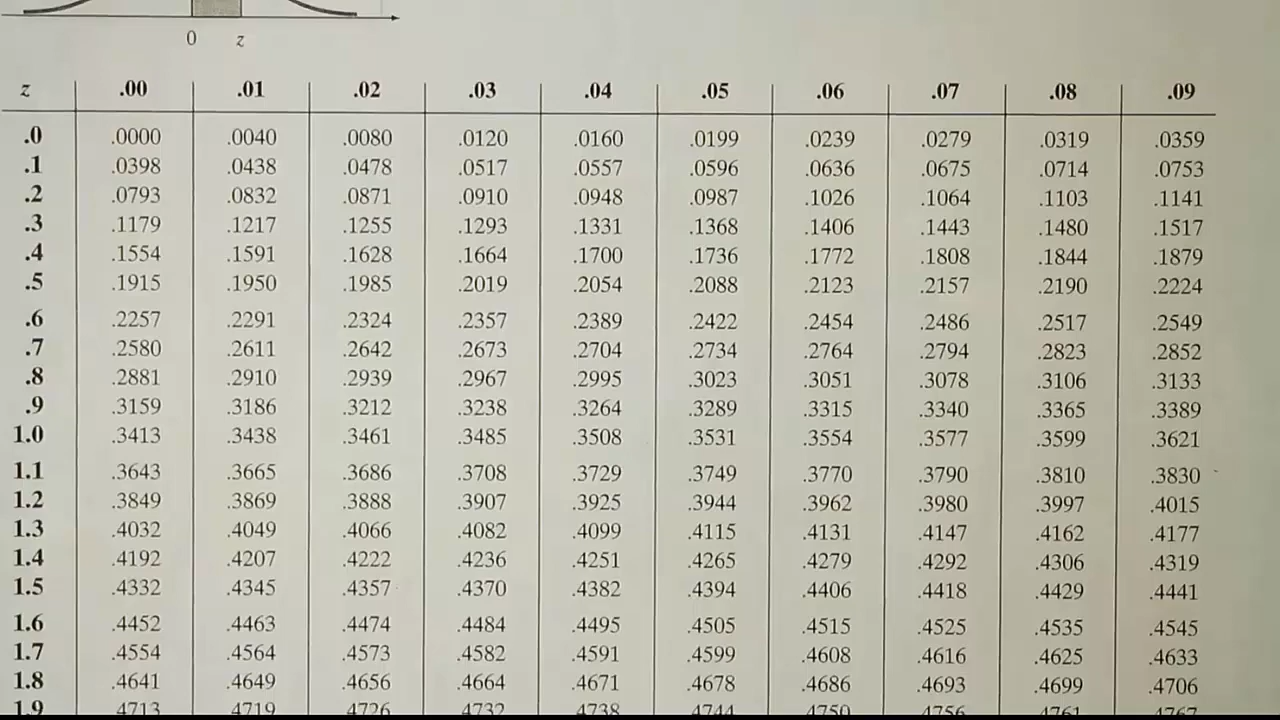 0 z
z .00 .01 .02 .03 .04 .05 .06 .07 .08 .09
.0 .0000 .0040 .0080 .0120 .0160 .0199 .0239 .0279 .0319 .0359
.1 .0398 .0438 .0478 .0517 .0557 .0596 .0636 .0675 .0714 .0753
.2 .0793 .0832 .0871 .0910 .0948 .0987 .1026 .1064 .1103 .1141
.3 .1179 .1217 .1255 .1293 .1331 .1368 .1406 .1443 .1480 .1517
.4 .1554 .1591 .1628 .1664 .1700 .1736 .1772 .1808 .1844 .1879
.5 .1915 .1950 .1985 .2019 .2054 .2088 .2123 .2157 .2190 .2224
.6 .2257 .2291 .2324 .2357 .2389 .2422 .2454 .2486 .2517 .2549
.7 .2580 .2611 .2642 .2673 .2704 .2734 .2764 .2794 .2823 .2852
.8 .2881 .2910 .2939 .2967 .2995 .3023 .3051 .3078 .3106 .3133
.9 .3159 .3186 .3212 .3238 .3264 .3289 .3315 .3340 .3365 .3389
1.0 .3413 .3438 .3461 .3485 .3508 .3531 .3554 .3577 .3599 .3621
1.1 .3643 .3665 .3686 .3708 .3729 .3749 .3770 .3790 .3810 .3830
1.2 .3849 .3869 .3888 .3907 .3925 .3944 .3962 .3980 .3997 .4015
1.3 .4032 .4049 .4066 .4082 .4099 .4115 .4131 .4147 .4162 .4177
1.4 .4192 .4207 .4222 .4236 .4251 .4265 .4279 .4292 .4306 .4319
1.5 .4332 .4345 .4357 .4370 .4382 .4394 .4406 .4418 .4429 .4441
1.6 .4452 .4463 .4474 .4484 .4495 .4505 .4515 .4525 .4535 .4545
1.7 .4554 .4564 .4573 .4582 .4591 .4599 .4608 .4616 .4625 .4633
1.8 .4641 .4649 .4656 .4664 .4671 .4678 .4686 .4693 .4699 .4706
1.9 .4713 .4719 .4726 .4732 .4738 .4744 .4750 .4756 .4761 .4767